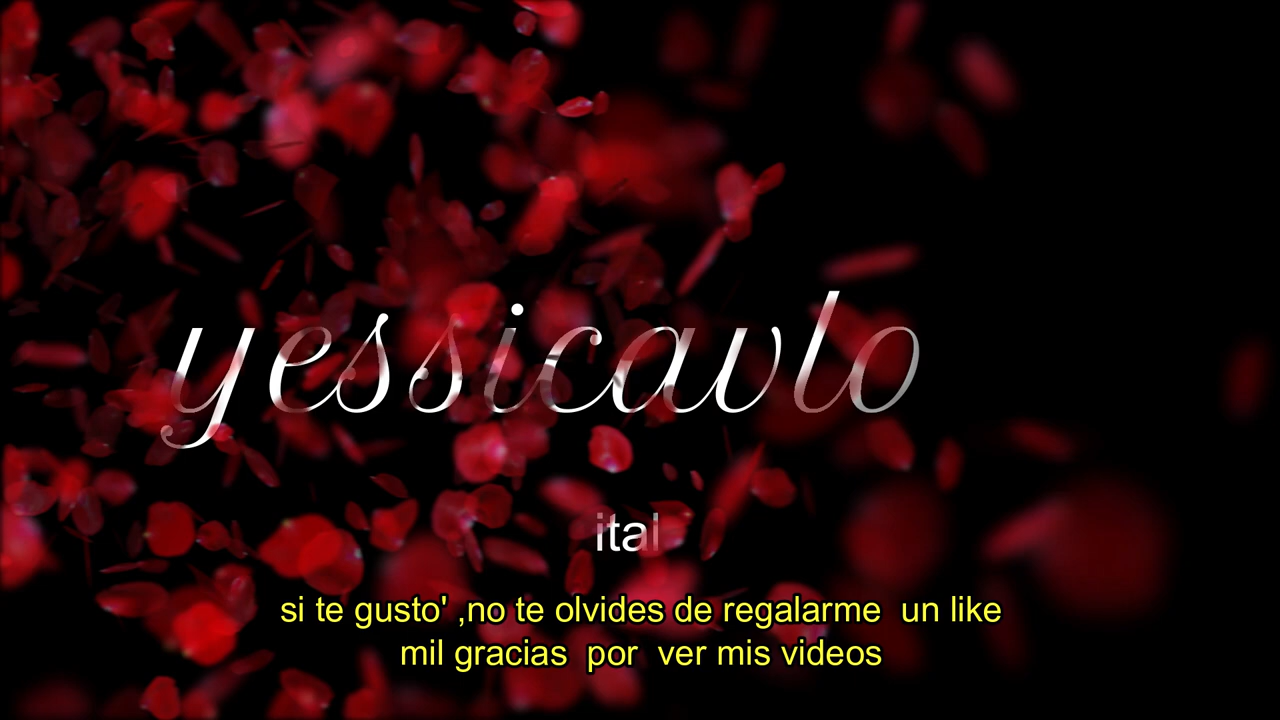 yessicavlo
ital
si te gusto' ,no te olvides de regalarme  un like
mil gracias  por  ver mis videos